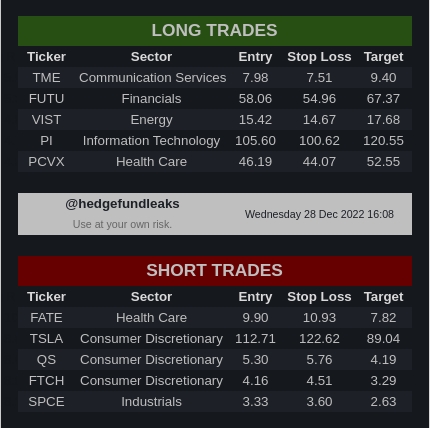 LONG TRADES
Ticker Sector Entry Stop Loss Target
TME Communication Services 7.98 7.51 9.40
FUTU Financials 58.06 54.96 67.37
VIST Energy 15.42 14.67 17.68
PI Information Technology 105.60 100.62 120.55
PCVX Health Care 46.19 44.07 52.55
@hedgefundleaks
Use at your own risk.
Wednesday 28 Dec 2022 16:08
SHORT TRADES
Ticker Sector Entry Stop Loss Target
FATE Health Care 9.90 10.93 7.82
TSLA Consumer Discretionary 112.71 122.62 89.04
QS Consumer Discretionary 5.30 5.76 4.19
FTCH Consumer Discretionary 4.16 4.51 3.29
SPCE Industrials 3.33 3.60 2.63